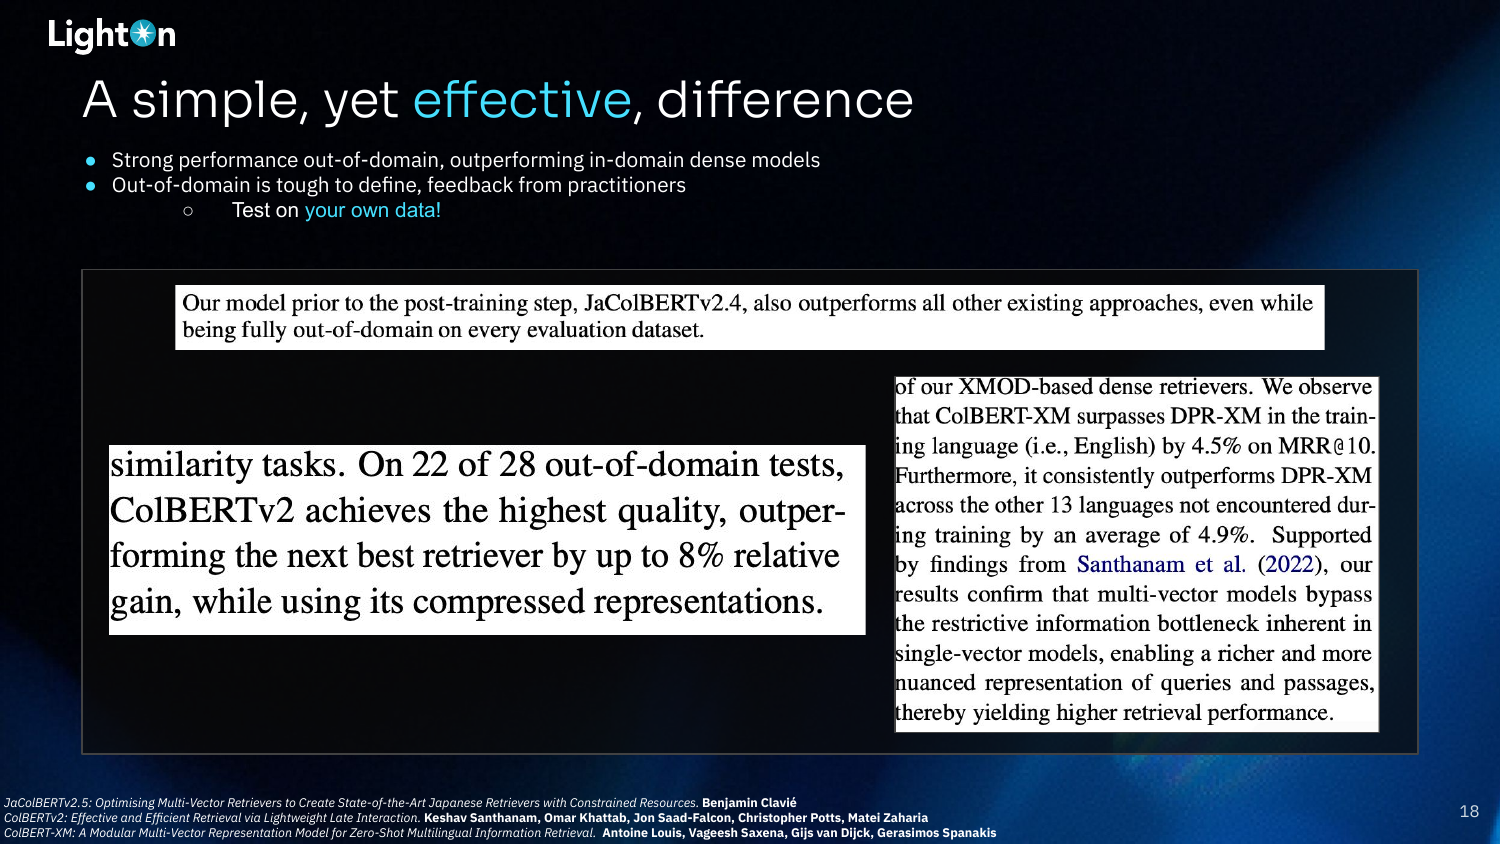 LightOn
A simple, yet effective, difference
● Strong performance out-of-domain, outperforming in-domain dense models
● Out-of-domain is tough to define, feedback from practitioners
○ Test on your own data!
Our model prior to the post-training step, JaColBERTv2.4, also outperforms all other existing approaches, even while
being fully out-of-domain on every evaluation dataset.
similarity tasks. On 22 of 28 out-of-domain tests,
ColBERTv2 achieves the highest quality, outper-
forming the next best retriever by up to 8% relative
gain, while using its compressed representations.
of our XMOD-based dense retrievers. We observe
that ColBERT-XM surpasses DPR-XM in the train-
ing language (i.e., English) by 4.5% on MRR@10.
Furthermore, it consistently outperforms DPR-XM
across the other 13 languages not encountered dur-
ing training by an average of 4.9%. Supported
by findings from Santhanam et al. (2022), our
results confirm that multi-vector models bypass
the restrictive information bottleneck inherent in
single-vector models, enabling a richer and more
nuanced representation of queries and passages,
thereby yielding higher retrieval performance.
JaColBERTv2.5: Optimising Multi-Vector Retrievers to Create State-of-the-Art Japanese Retrievers with Constrained Resources. Benjamin Clavié
ColBERTv2: Effective and Efficient Retrieval via Lightweight Late Interaction. Keshav Santhanam, Omar Khattab, Jon Saad-Falcon, Christopher Potts, Matei Zaharia
ColBERT-XM: A Modular Multi-Vector Representation Model for Zero-Shot Multilingual Information Retrieval. Antoine Louis, Vageesh Saxena, Gijs van Dijck, Gerasimos Spanakis
18